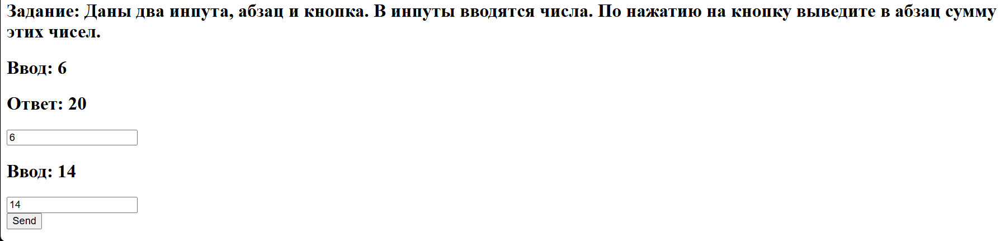 Задание: Даны два инпута, абзац и кнопка. В инпуты вводятся числа. По нажатию на кнопку выведите в абзац сумму
этих чисел.
Ввод: 6
Ответ: 20
6
Ввод: 14
14
Send